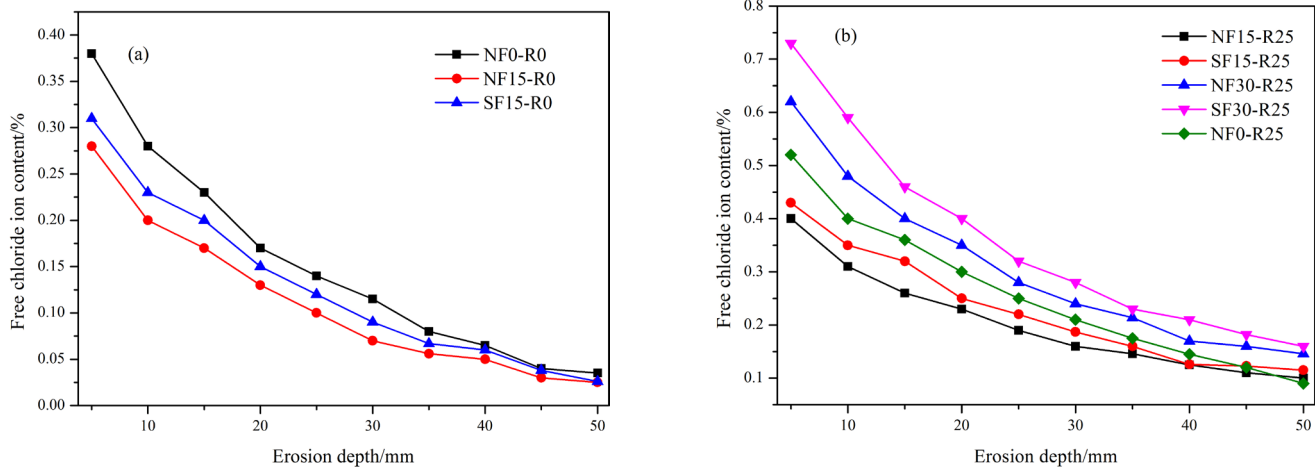 (a)
NF0-R0
NF15-R0
SF15-R0
0.40
0.35
0.30
0.25
0.20
0.15
0.10
0.05
0.00
Free chloride ion content/%
10
20
30
40
50
Erosion depth/mm
(b)
NF15-R25
SF15-R25
NF30-R25
SF30-R25
NF0-R25
0.8
0.7
0.6
0.5
0.4
0.3
0.2
0.1
Free chloride ion content/%
10
20
30
40
50
Erosion depth/mm